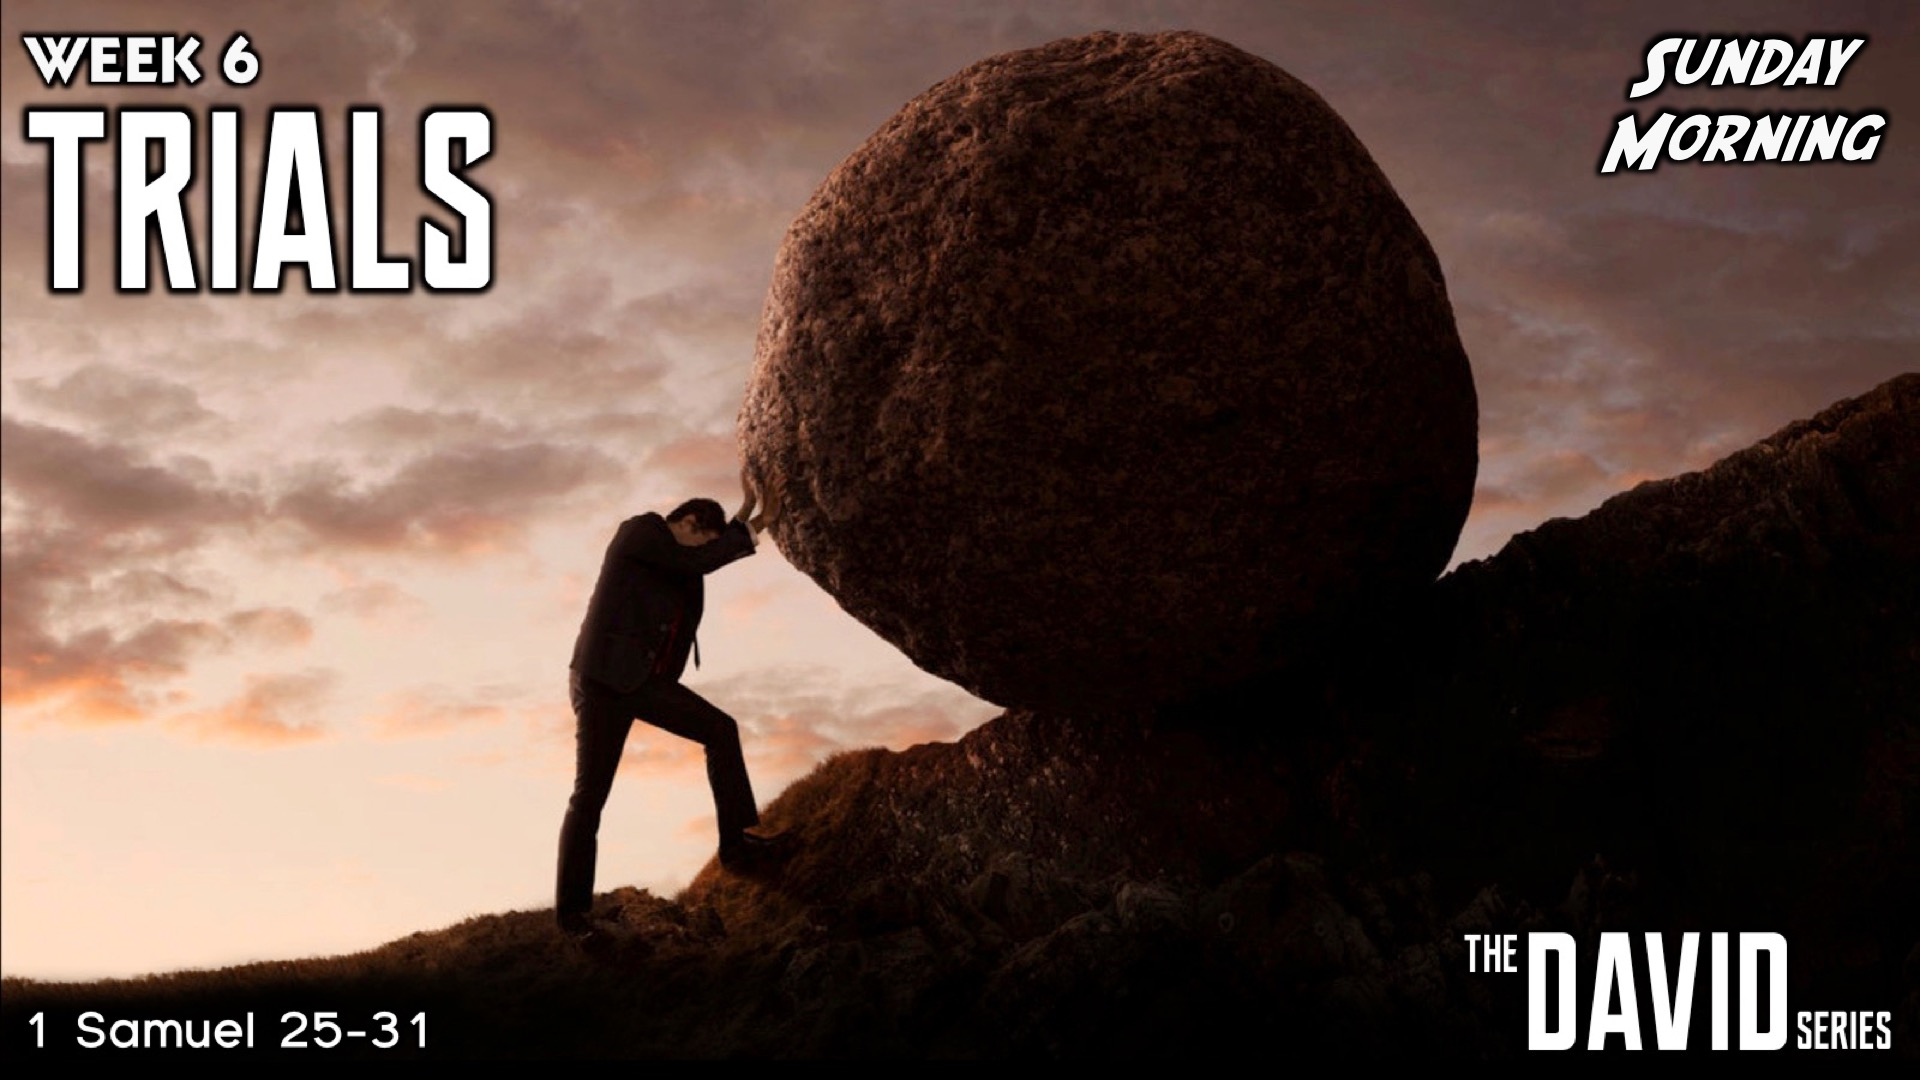 WEEK 6
TRIALS
SUNDAY
MORNING
1 Samuel 25-31
THE DAVID SERIES